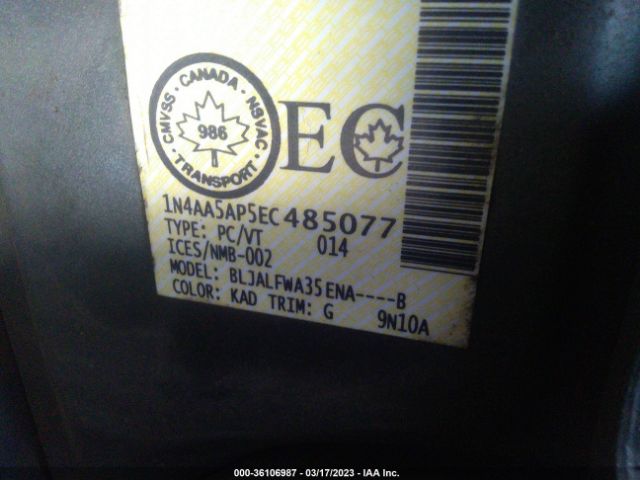 CMVSS · CANADA · NSVAC · TRANSPORT ·
986
EC
1N4AA5AP5EC485077
TYPE: PC/VT 014
ICES/NMB-002
MODEL: BLJALFWA35ENA----B
COLOR: KAD TRIM: G 9N10A
000-36106987 - 03/17/2023 - IAA Inc.